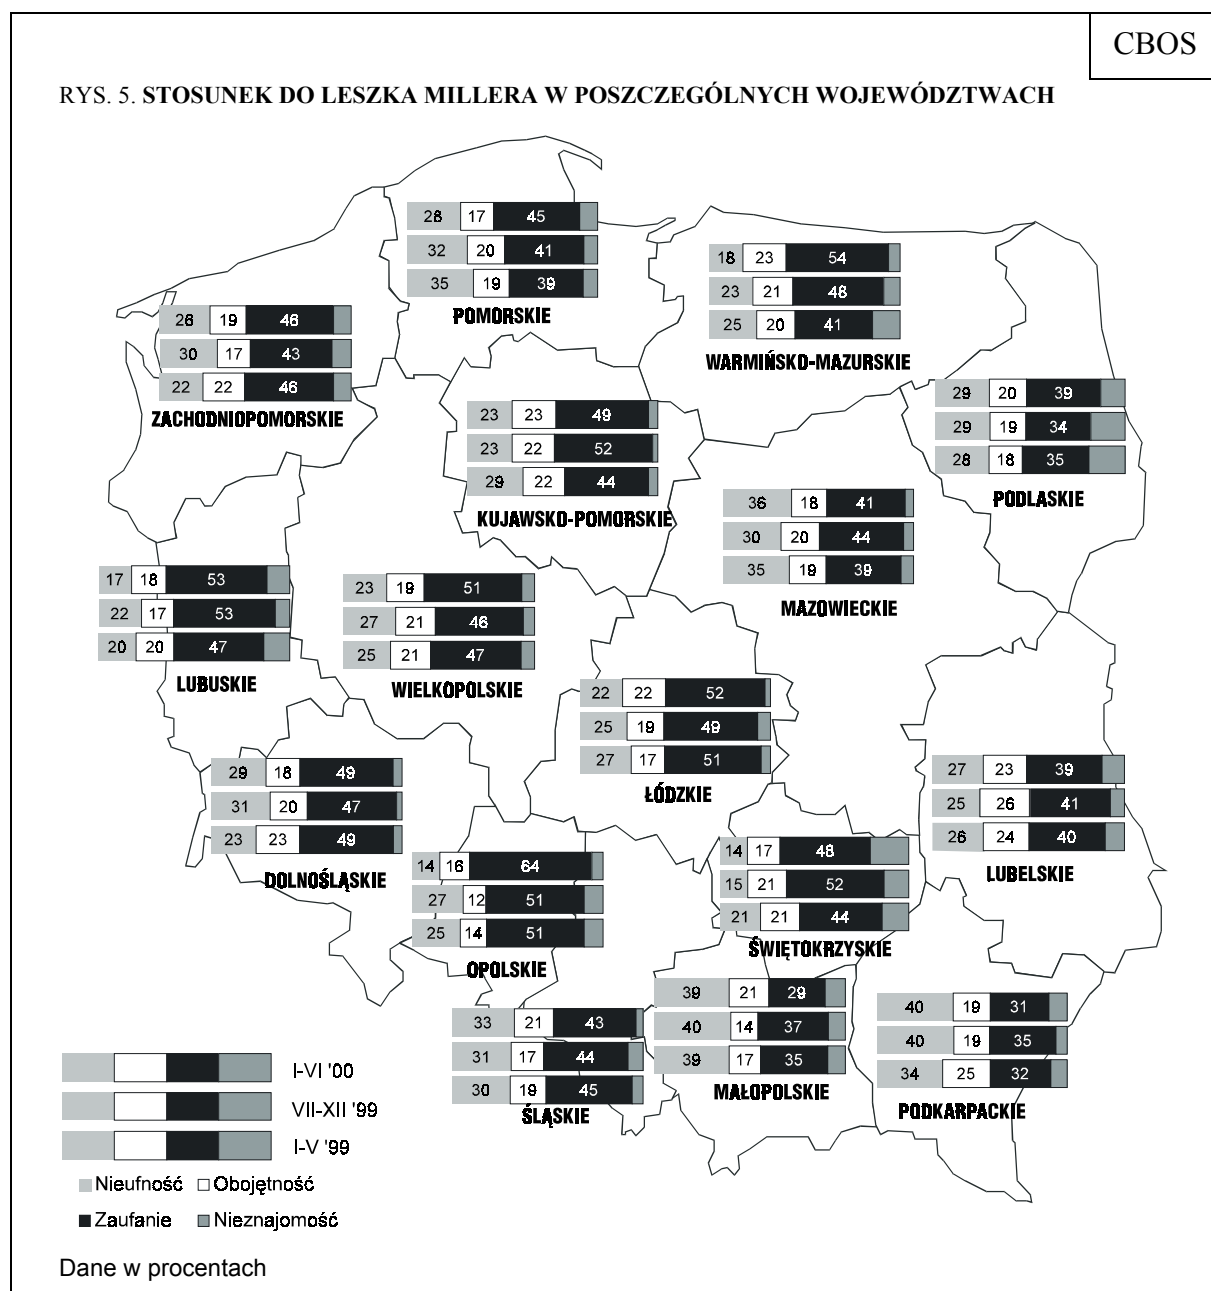 CBOS
RYS. 5. STOSUNEK DO LESZKA MILLERA W POSZCZEGÓLNYCH WOJEWÓDZTWACH
28 17 45
32 20 41
35 19 39
POMORSKIE
18 23 54
23 21 48
25 20 41
WARMIŃSKO-MAZURSKIE
26 19 46
30 17 43
22 22 46
ZACHODNIOPOMORSKIE
29 20 39
29 19 34
28 18 35
PODLASKIE
23 23 49
23 22 52
29 22 44
KUJAWSKO-POMORSKIE
36 18 41
30 20 44
35 19 39
MAZOWIECKIE
17 18 53
22 17 53
20 20 47
LUBUSKIE
23 19 51
27 21 46
25 21 47
WIELKOPOLSKIE
22 22 52
25 19 49
27 17 51
ŁÓDZKIE
27 23 39
25 26 41
26 24 40
LUBELSKIE
29 18 49
31 20 47
23 23 49
DOLNOŚLĄSKIE
14 16 64
27 12 51
25 14 51
OPOLSKIE
14 17 48
15 21 52
21 21 44
ŚWIĘTOKRZYSKIE
33 21 43
31 17 44
30 19 45
ŚLĄSKIE
39 21 29
40 14 37
39 17 35
MAŁOPOLSKIE
40 19 31
40 19 35
34 25 32
PODKARPACKIE
I-VI '00
VII-XII '99
I-V '99
Nieufność Obojętność
Zaufanie Nieznajomość
Dane w procentach